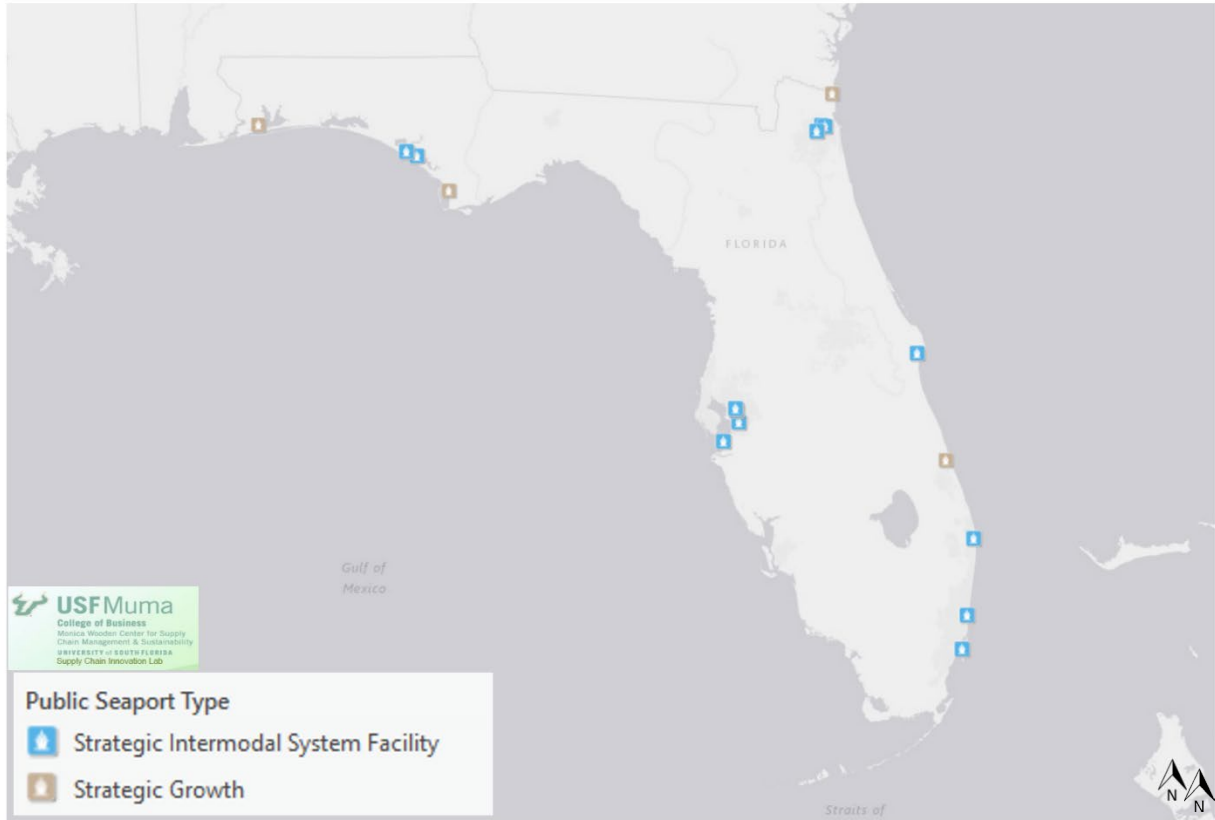 FLORIDA
Gulf of
Mexico
USF Muma
College of Business
Monica Wooden Center for Supply
Chain Management & Sustainability
UNIVERSITY of SOUTH FLORIDA
Supply Chain Innovation Lab
Public Seaport Type
Strategic Intermodal System Facility
Strategic Growth
Straits of
N
N